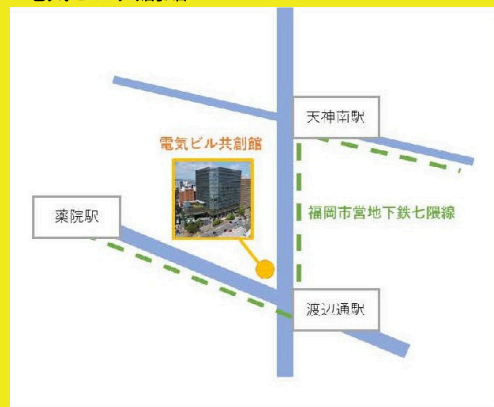 天神南駅
電気ビル共創館
薬院駅
福岡市営地下鉄七隈線
渡辺通駅